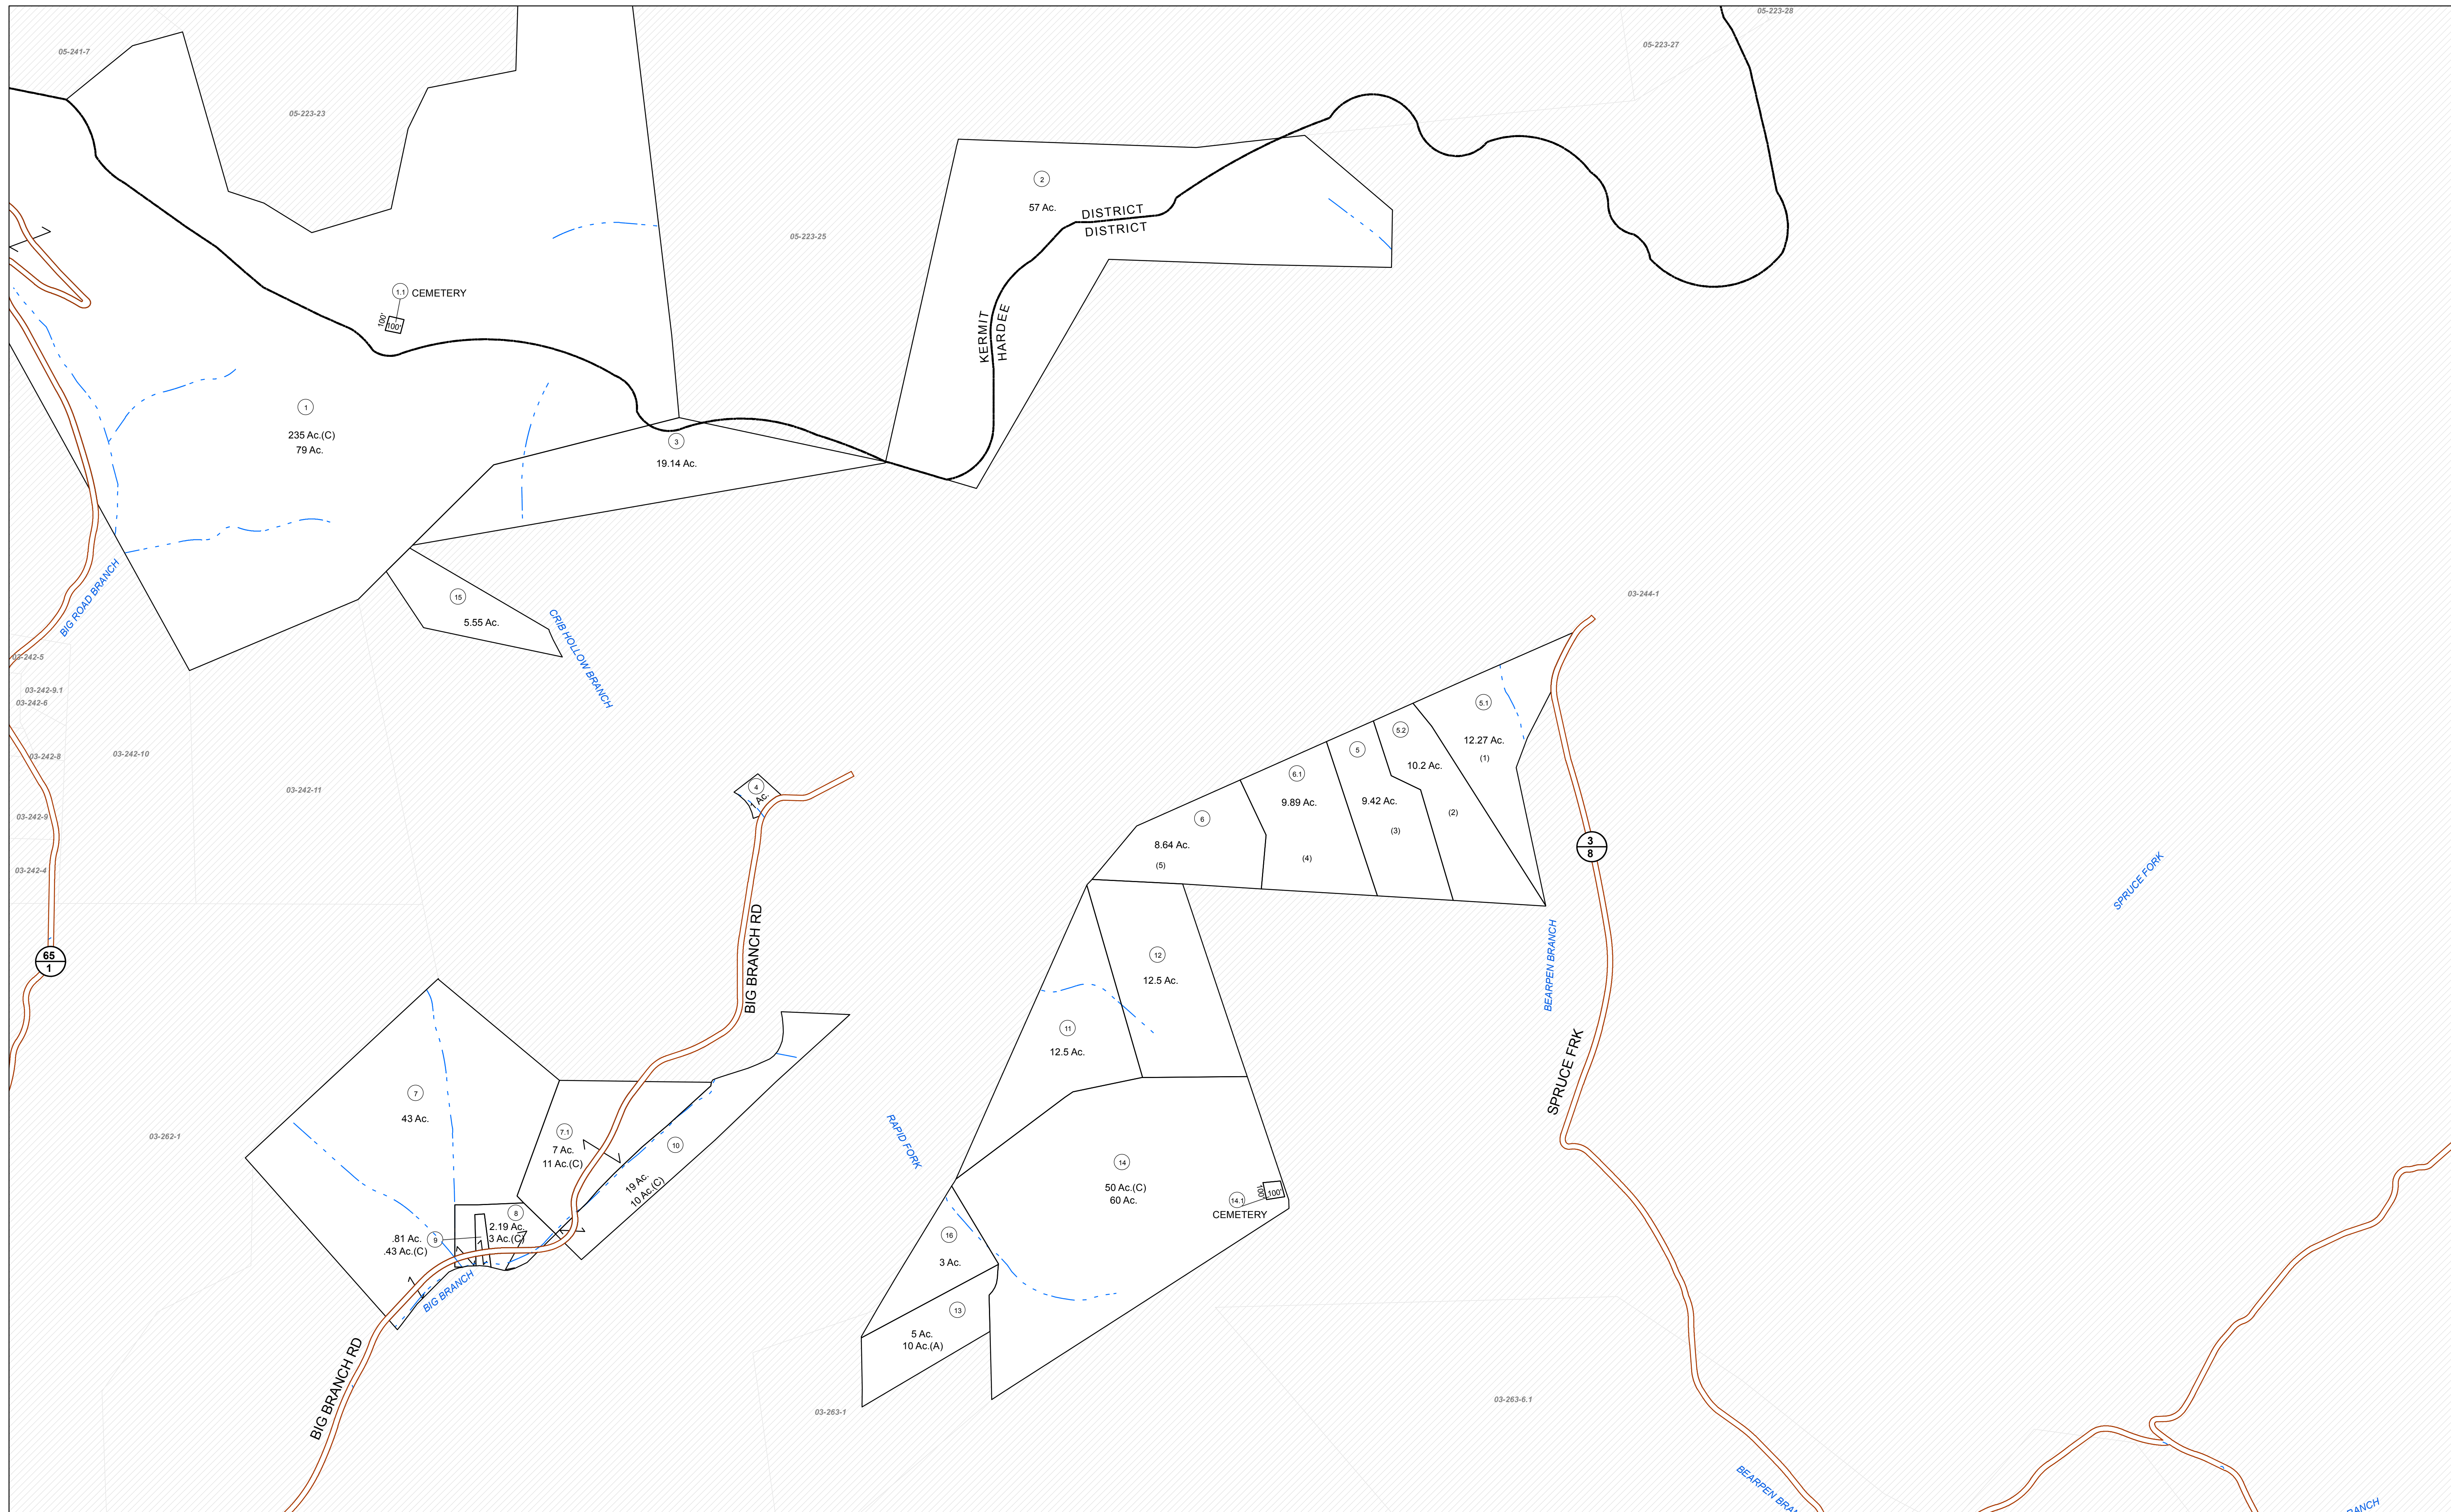 05-223-28
05-241-7
05-223-27
05-223-23
2
57 Ac.
DISTRICT
DISTRICT
05-223-25
1.1 CEMETERY
100'
100'
KERMIT
HARDEE
1
235 Ac.(C)
79 Ac.
3
19.14 Ac.
BIG ROAD BRANCH
15
5.55 Ac.
CRIB HOLLOW BRANCH
03-244-1
03-242-5
03-242-9.1
03-242-6
03-242-8
03-242-10
03-242-11
03-242-9
03-242-4
5.1
12.27 Ac.
(1)
5.2
10.2 Ac.
(2)
5
9.42 Ac.
(3)
6.1
9.89 Ac.
(4)
6
8.64 Ac.
(5)
4
1 Ac.
3
8
SPRUCE FORK
65
1
BIG BRANCH RD
BEARPEN BRANCH
12
12.5 Ac.
11
12.5 Ac.
SPRUCE FRK
7
43 Ac.
7.1
7 Ac.
11 Ac.(C)
10
19 Ac.
10 Ac.(C)
RAPID FORK
03-262-1
14
50 Ac.(C)
60 Ac.
14.1
100'
100'
CEMETERY
8
2.19 Ac.
3 Ac.(C)
9
.81 Ac.
.43 Ac.(C)
16
3 Ac.
BIG BRANCH
13
5 Ac.
10 Ac.(A)
BIG BRANCH RD
03-263-1
03-263-6.1
BEARPEN BRAN
ANCH